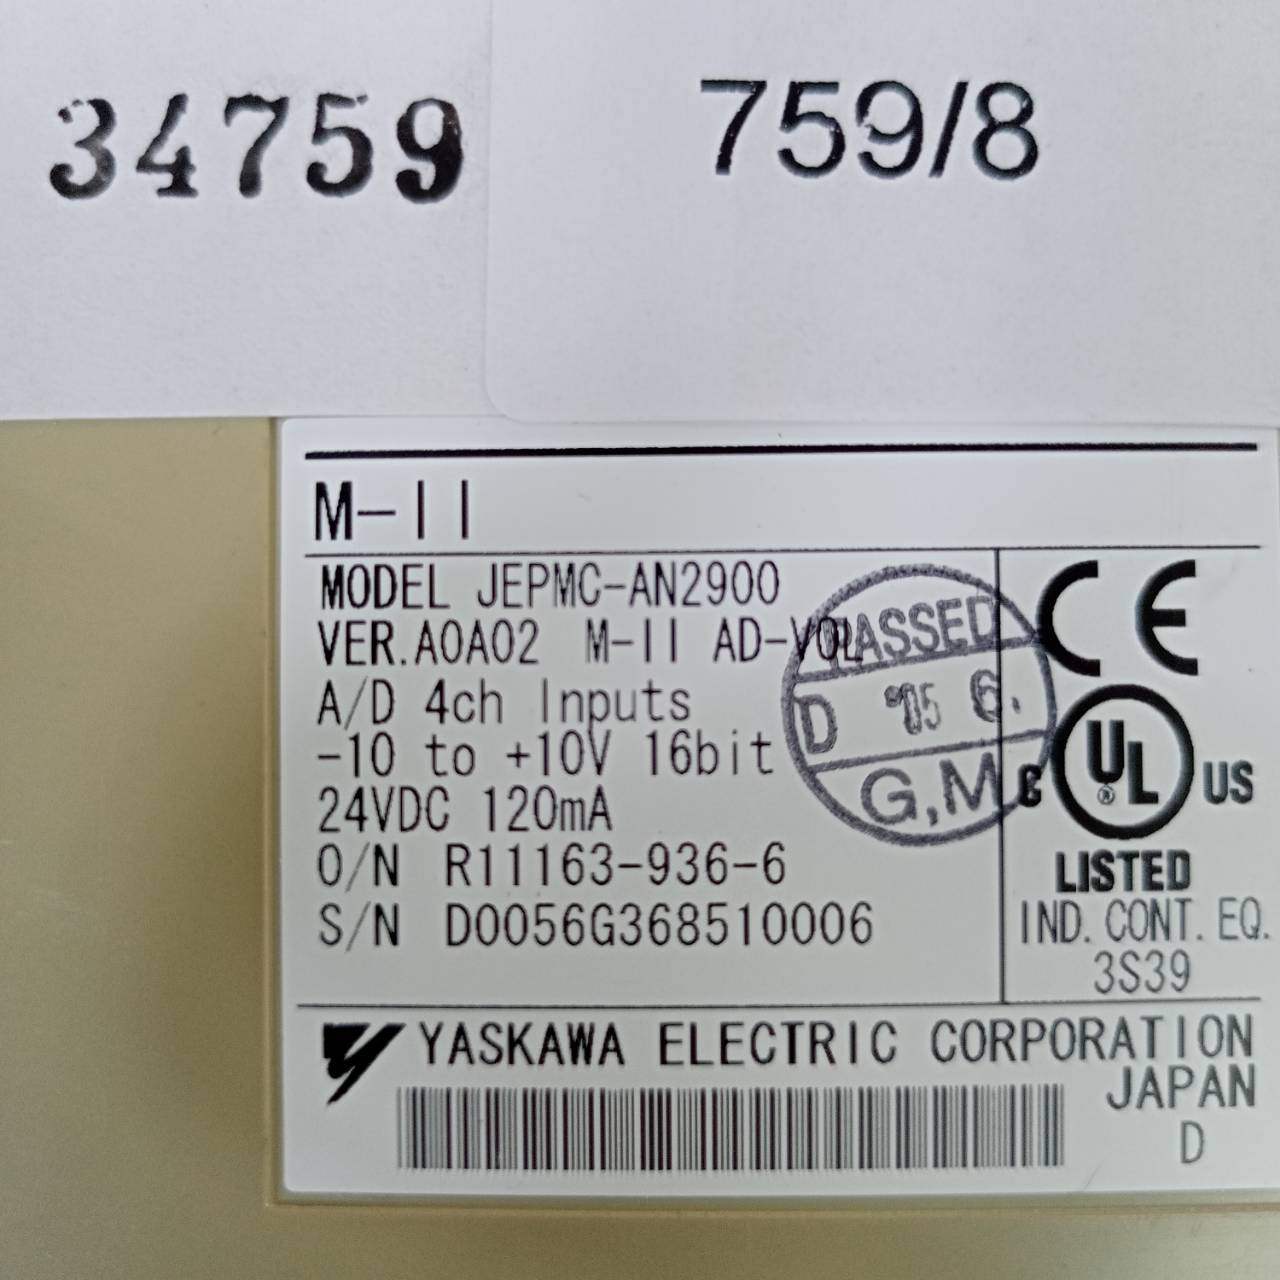 34759
759/8
M-II
MODEL JEPMC-AN2900
VER.A0A02 M-II AD-VOL
A/D 4ch Inputs
-10 to +10V 16bit
24VDC 120mA
O/N R11163-936-6
S/N D0056G368510006
PASSED
D '05 6.
G,M
CE
C UL® US
LISTED
IND. CONT. EQ.
3S39
YASKAWA ELECTRIC CORPORATION
JAPAN
D